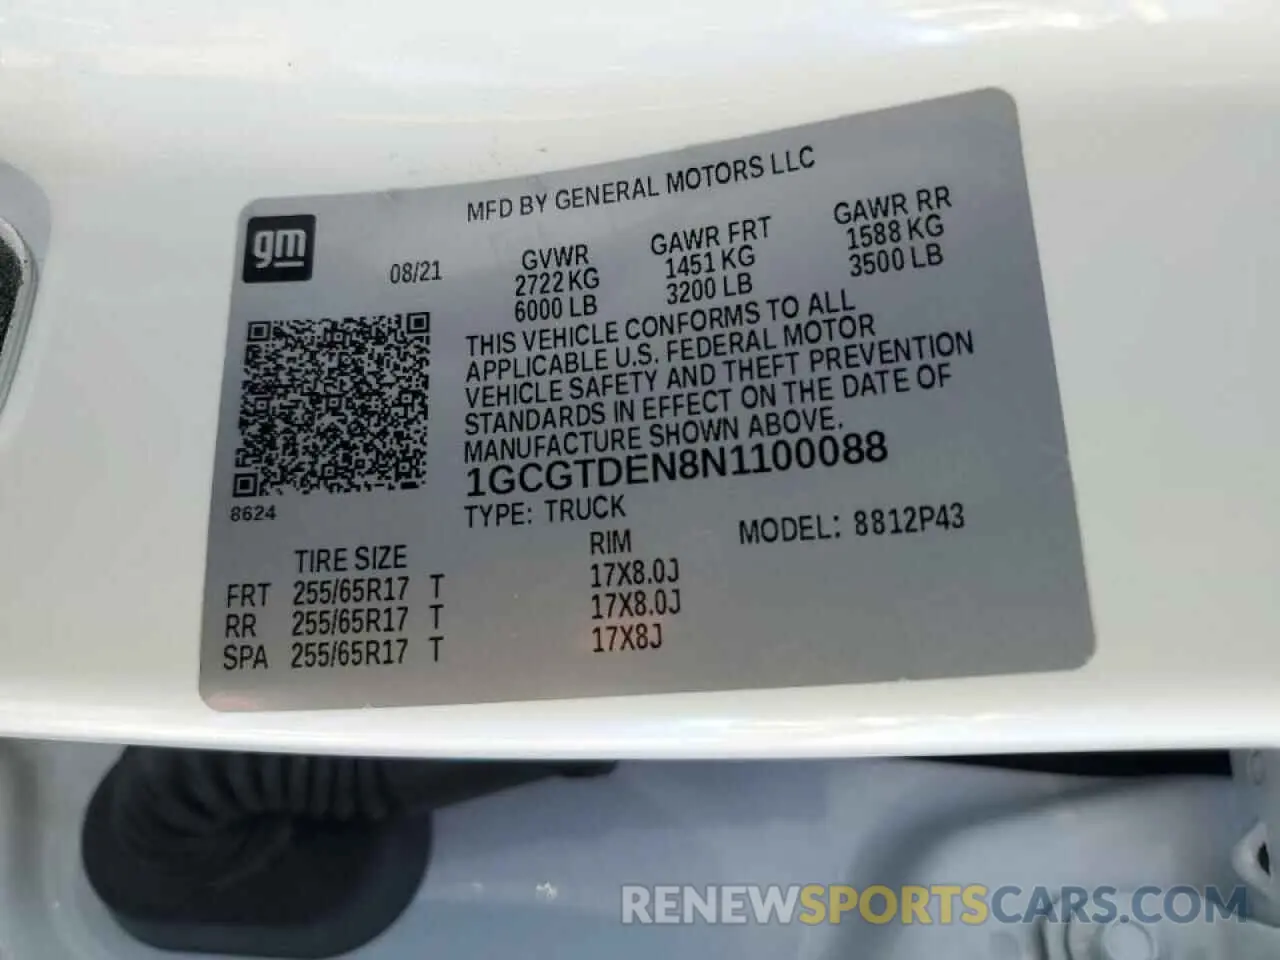 MFD BY GENERAL MOTORS LLC
gm
08/21
GVWR GAWR FRT GAWR RR
2722 KG 1451 KG 1588 KG
6000 LB 3200 LB 3500 LB
THIS VEHICLE CONFORMS TO ALL
APPLICABLE U.S. FEDERAL MOTOR
VEHICLE SAFETY AND THEFT PREVENTION
STANDARDS IN EFFECT ON THE DATE OF
MANUFACTURE SHOWN ABOVE.
1GCGTDEN8N1100088
8624
TYPE: TRUCK
MODEL: 8812P43
TIRE SIZE RIM
FRT 255/65R17 T 17X8.0J
RR 255/65R17 T 17X8.0J
SPA 255/65R17 T 17X8J
RENEWSPORTSCARS.COM